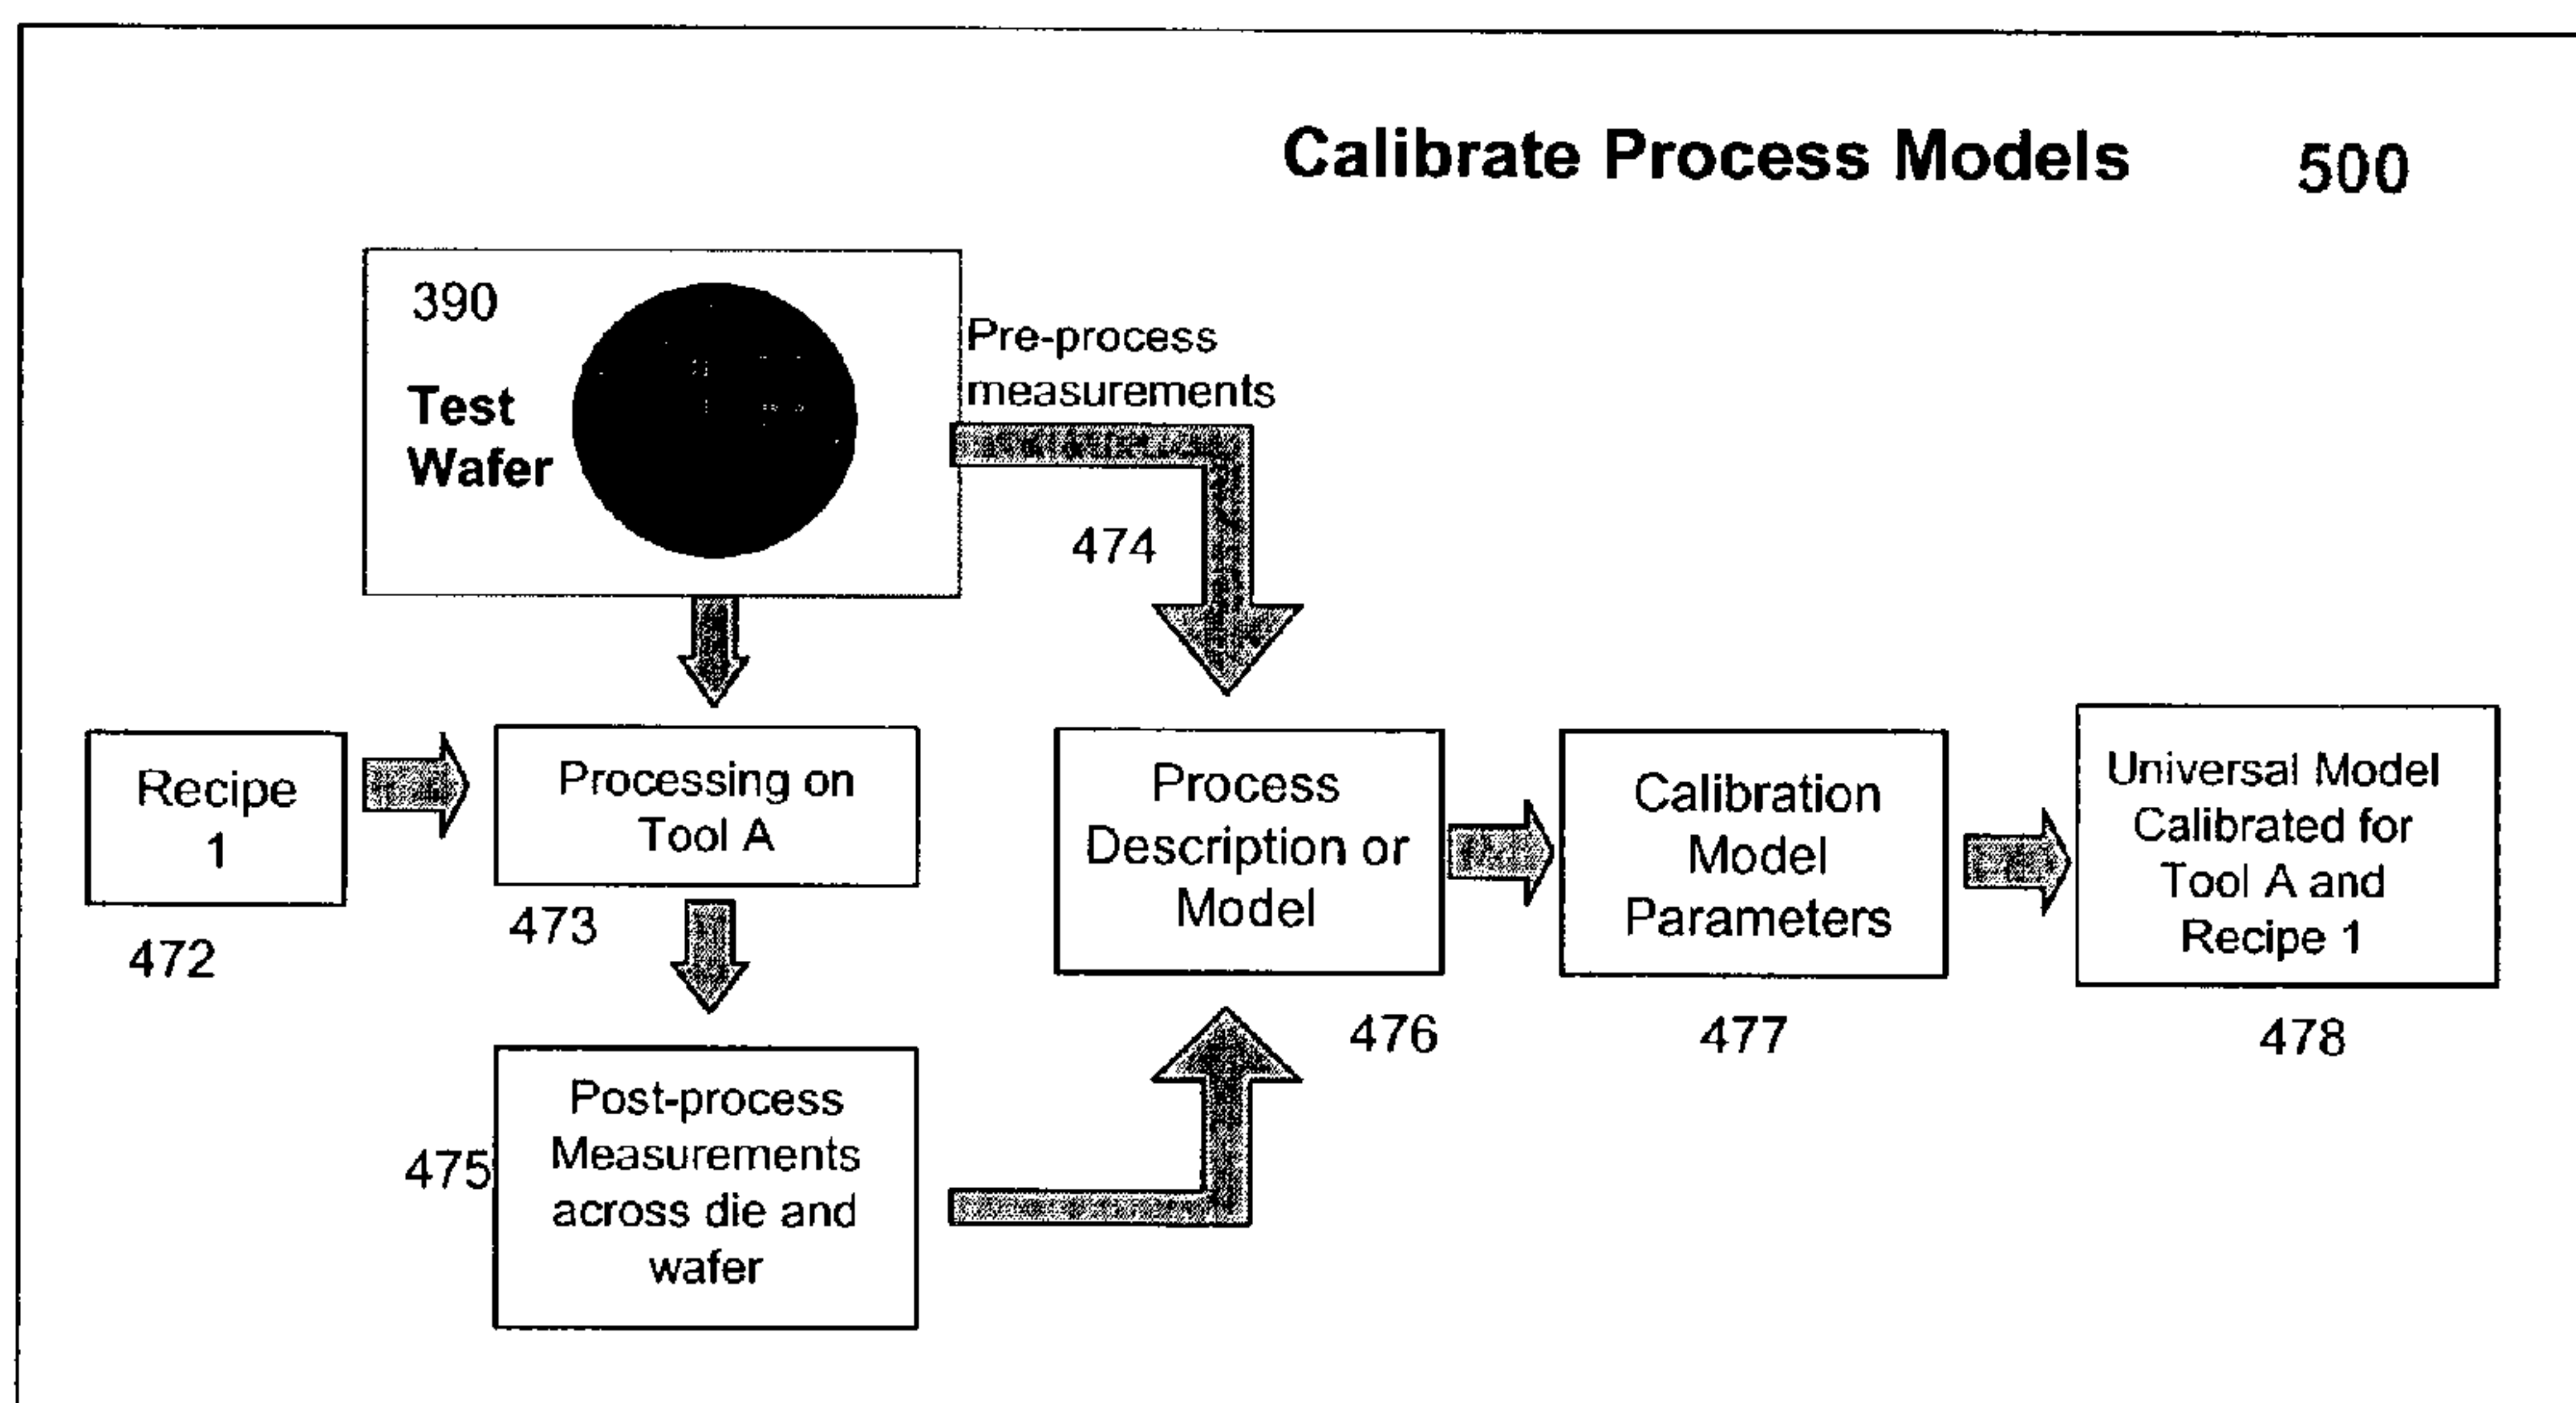 Calibrate Process Models 500
390
Test
Wafer
Pre-process
measurements
474
Recipe
1
472
Processing on
Tool A
473
Post-process
Measurements
across die and
wafer
475
Process
Description or
Model
476
Calibration
Model
Parameters
477
Universal Model
Calibrated for
Tool A and
Recipe 1
478